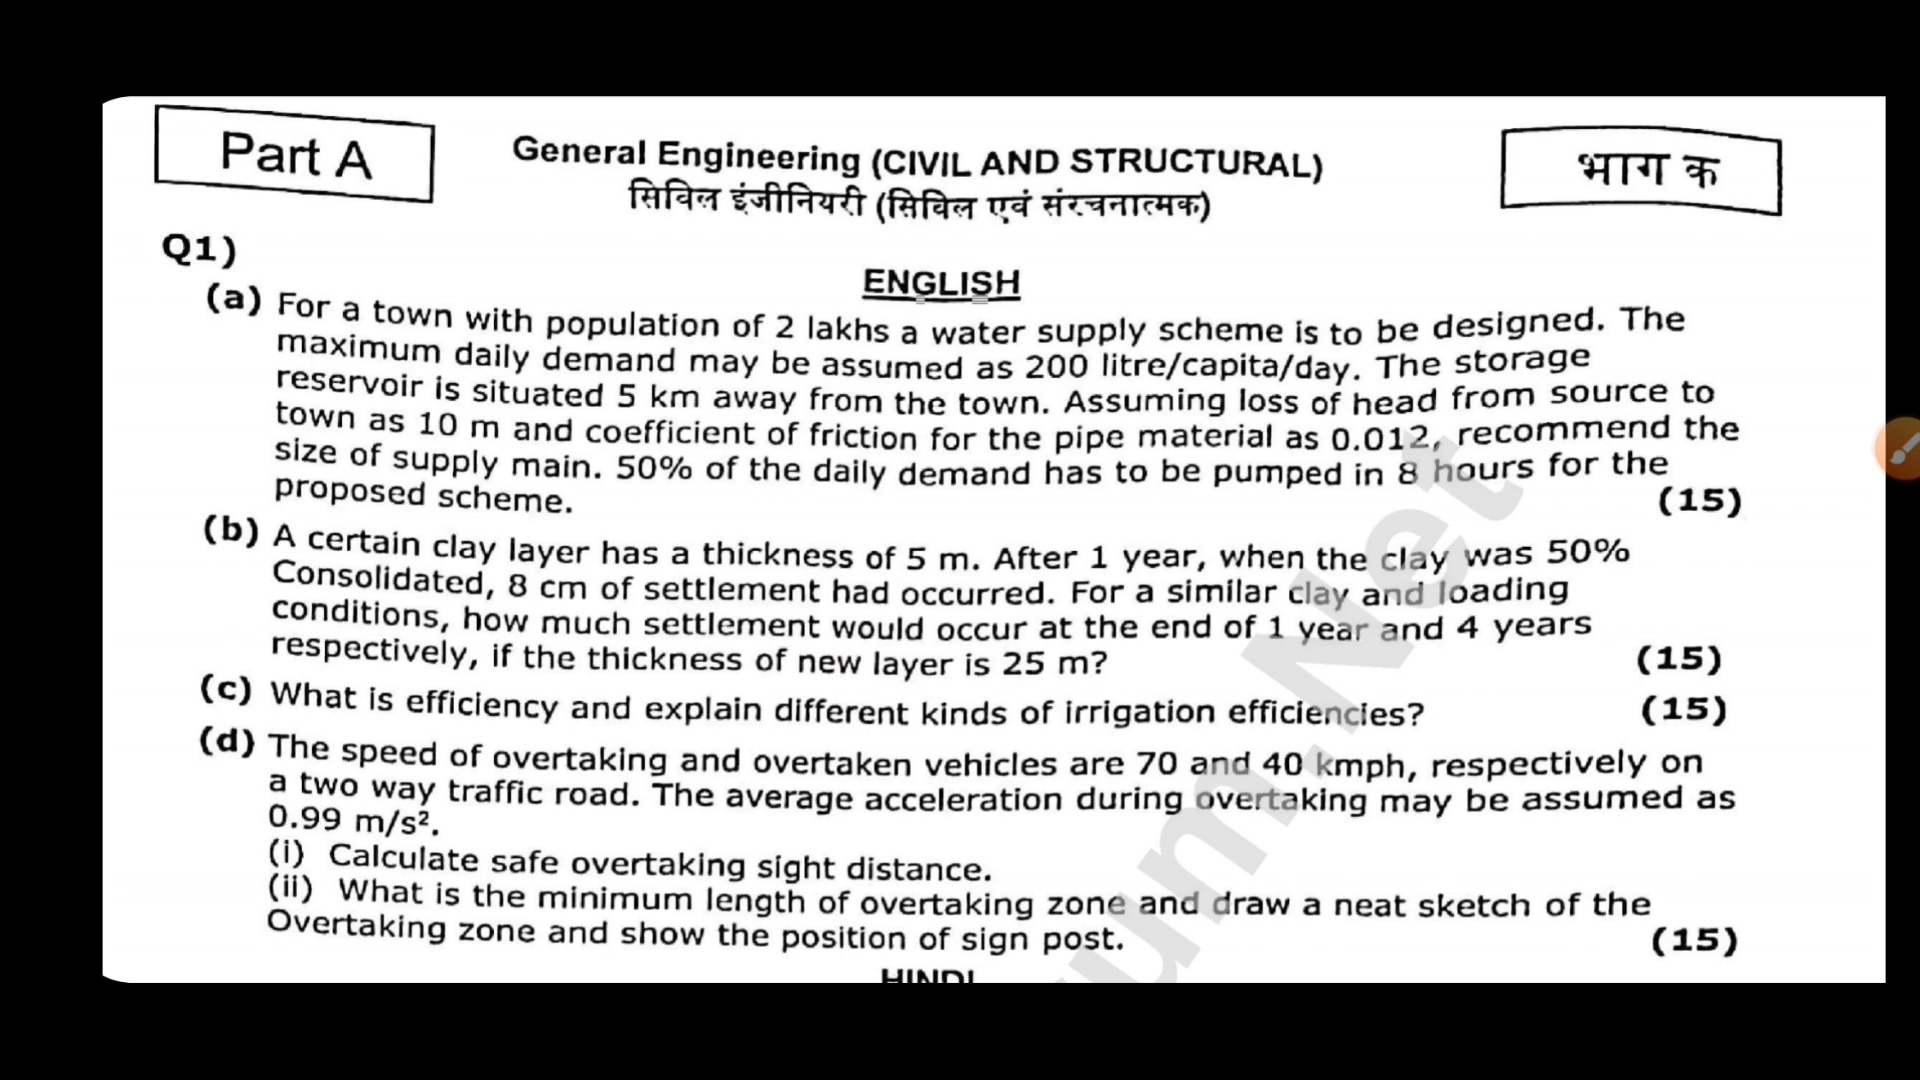 Part A
General Engineering (CIVIL AND STRUCTURAL)
भाग क
सिविल इंजीनियरी (सिविल एवं संरचनात्मक)
Q1)
ENGLISH
(a) For a town with population of 2 lakhs a water supply scheme is to be designed. The
maximum daily demand may be assumed as 200 litre/capita/day. The storage
reservoir is situated 5 km away from the town. Assuming loss of head from source to
town as 10 m and coefficient of friction for the pipe material as 0.012, recommend the
size of supply main. 50% of the daily demand has to be pumped in 8 hours for the
proposed scheme. (15)
(b) A certain clay layer has a thickness of 5 m. After 1 year, when the clay was 50%
Consolidated, 8 cm of settlement had occurred. For a similar clay and loading
conditions, how much settlement would occur at the end of 1 year and 4 years
respectively, if the thickness of new layer is 25 m? (15)
(c) What is efficiency and explain different kinds of irrigation efficiencies? (15)
(d) The speed of overtaking and overtaken vehicles are 70 and 40 kmph, respectively on
a two way traffic road. The average acceleration during overtaking may be assumed as
0.99 m/s².
(i) Calculate safe overtaking sight distance.
(ii) What is the minimum length of overtaking zone and draw a neat sketch of the
Overtaking zone and show the position of sign post. (15)
HINDI
um.Net